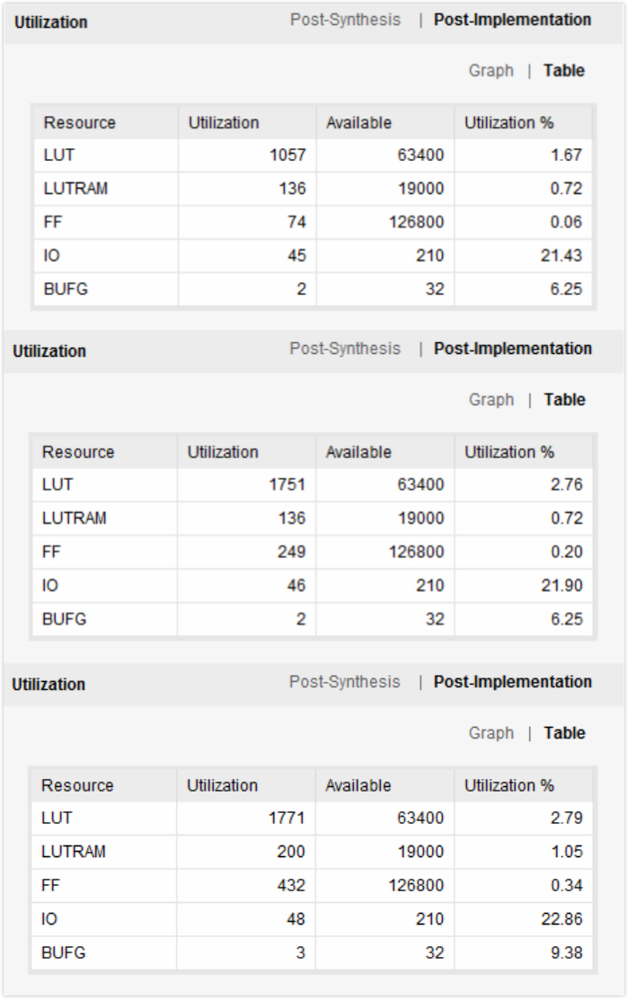 Utilization Post-Synthesis | Post-Implementation
Graph | Table
Resource Utilization Available Utilization %
LUT 1057 63400 1.67
LUTRAM 136 19000 0.72
FF 74 126800 0.06
IO 45 210 21.43
BUFG 2 32 6.25
Utilization Post-Synthesis | Post-Implementation
Graph | Table
Resource Utilization Available Utilization %
LUT 1751 63400 2.76
LUTRAM 136 19000 0.72
FF 249 126800 0.20
IO 46 210 21.90
BUFG 2 32 6.25
Utilization Post-Synthesis | Post-Implementation
Graph | Table
Resource Utilization Available Utilization %
LUT 1771 63400 2.79
LUTRAM 200 19000 1.05
FF 432 126800 0.34
IO 48 210 22.86
BUFG 3 32 9.38